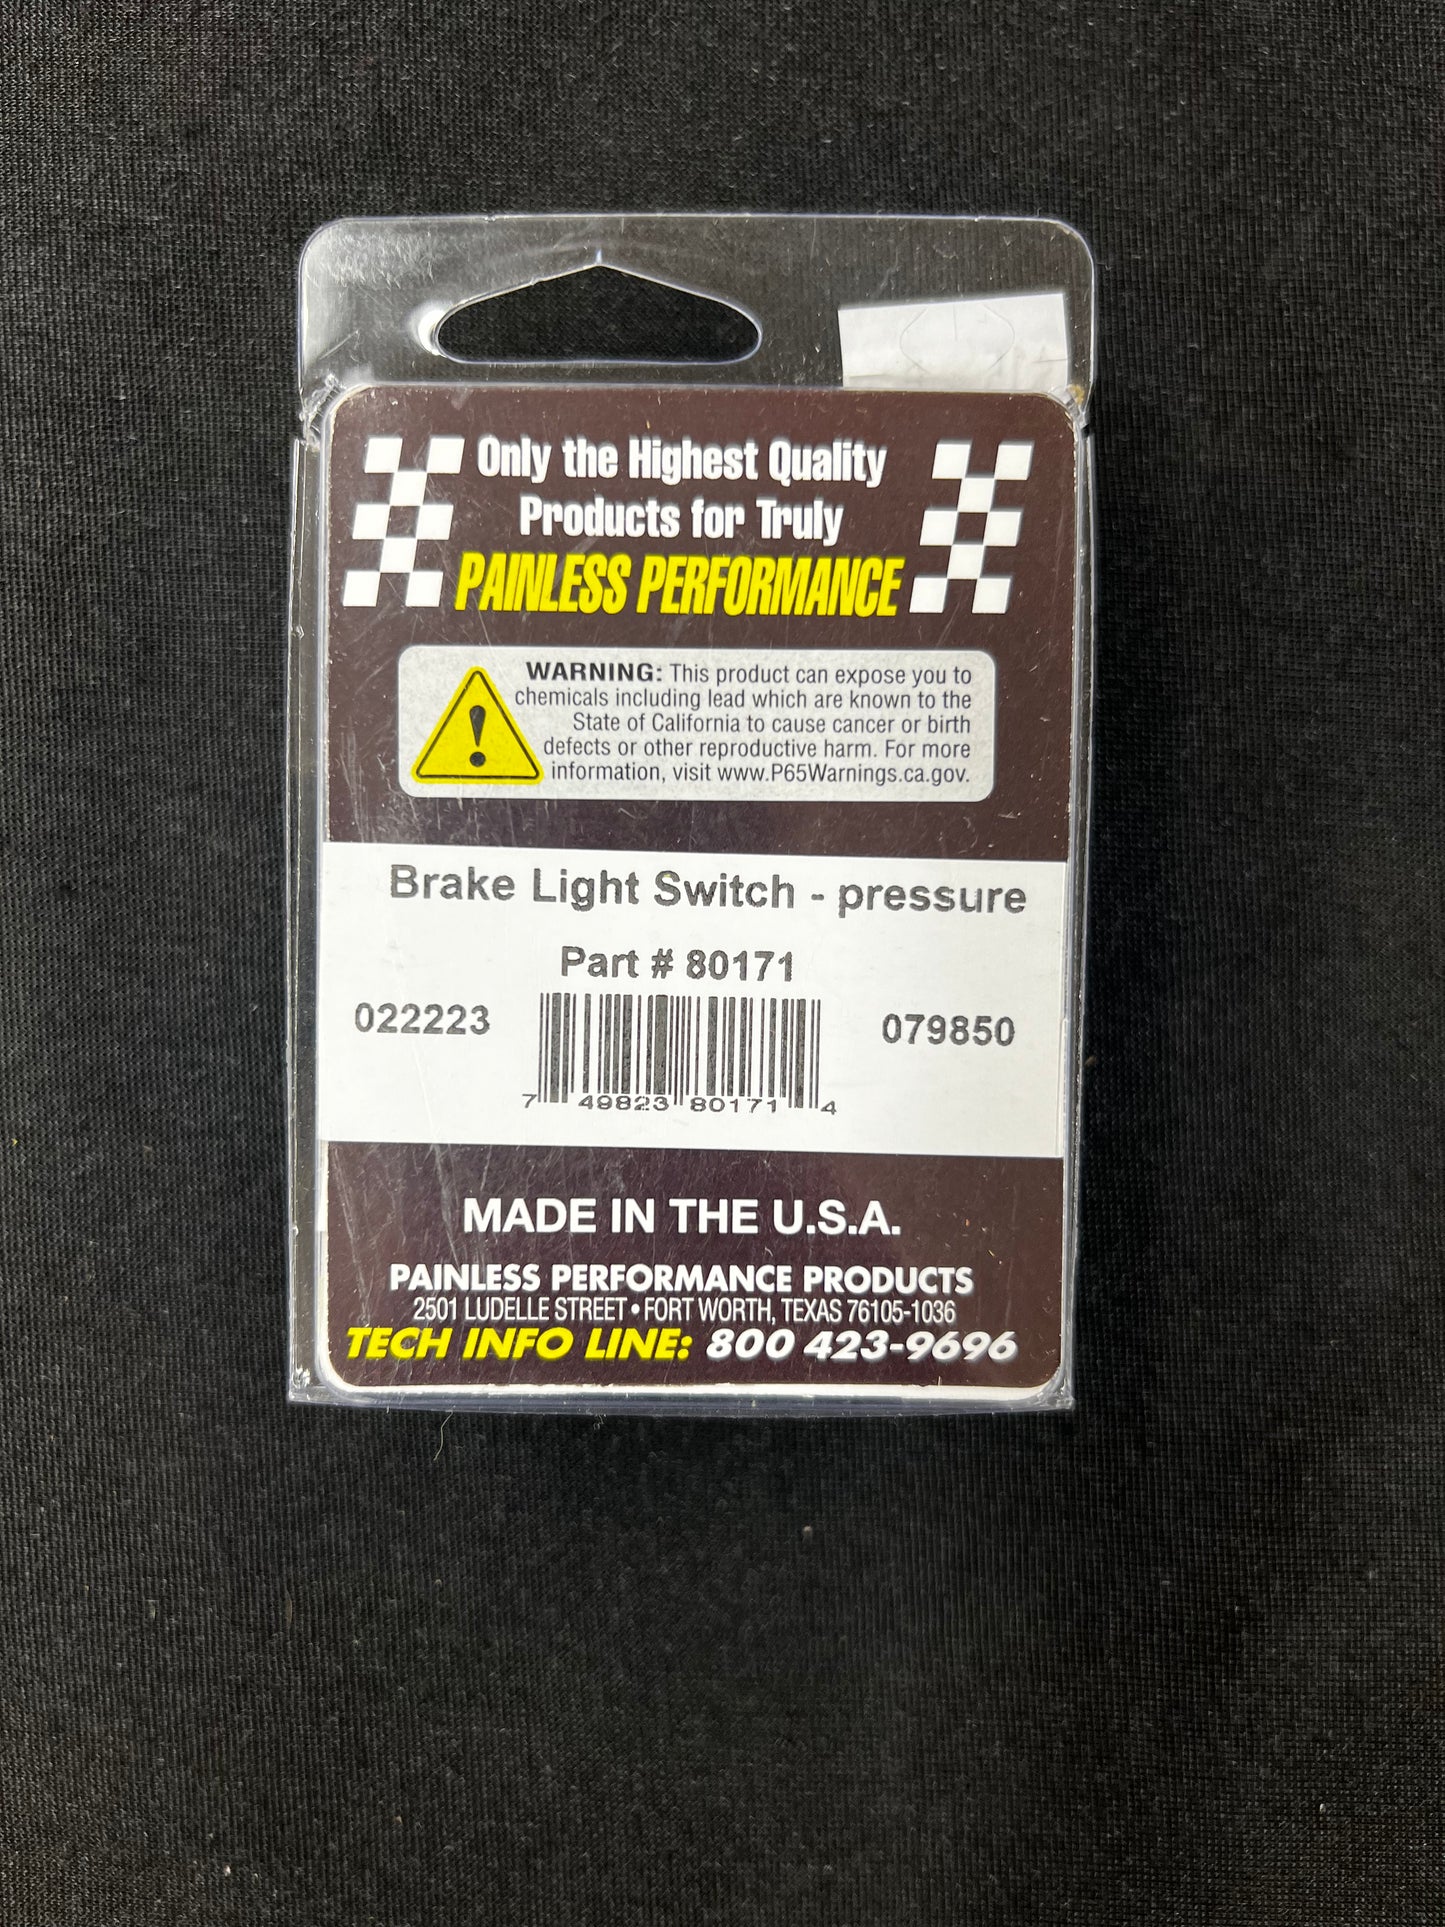 Only the Highest Quality
Products for Truly
PAINLESS PERFORMANCE
WARNING: This product can expose you to
chemicals including lead which are known to the
State of California to cause cancer or birth
defects or other reproductive harm. For more
information, visit www.P65Warnings.ca.gov.
Brake Light Switch - pressure
Part # 80171
022223
079850
7 49823 80171 4
MADE IN THE U.S.A.
PAINLESS PERFORMANCE PRODUCTS
2501 LUDELLE STREET • FORT WORTH, TEXAS 76105-1036
TECH INFO LINE: 800 423-9696